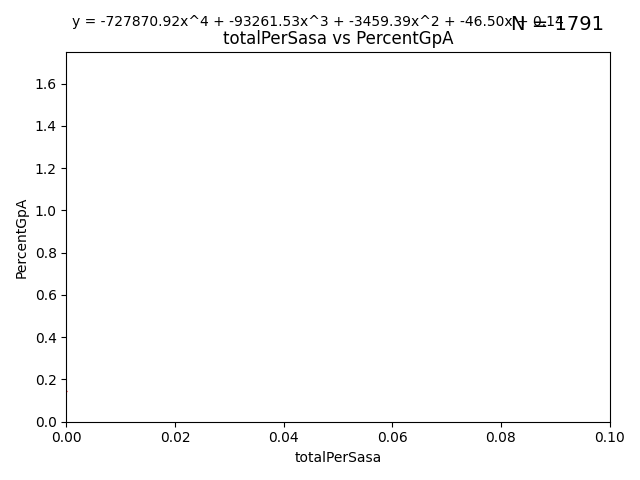 y = -727870.92x^4 + -93261.53x^3 + -3459.39x^2 + -46.50x + 0.14
N = 1791
totalPerSasa vs PercentGpA
1.6
1.4
1.2
1.0
0.8
0.6
0.4
0.2
0.0
PercentGpA
0.00 0.02 0.04 0.06 0.08 0.10
totalPerSasa